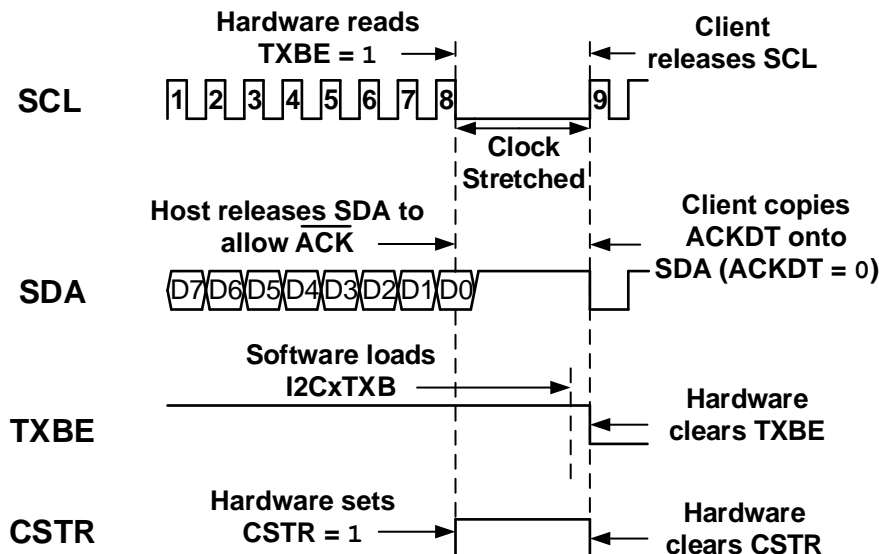 Hardware reads
TXBE = 1
Client
releases SCL
SCL
1 2 3 4 5 6 7 8 9
Clock
Stretched
Host releases SDA to
allow ACK
Client copies
ACKDT onto
SDA (ACKDT = 0)
SDA
D7 D6 D5 D4 D3 D2 D1 D0
Software loads
I2CxTXB
TXBE
Hardware
clears TXBE
Hardware sets
CSTR = 1
CSTR
Hardware
clears CSTR